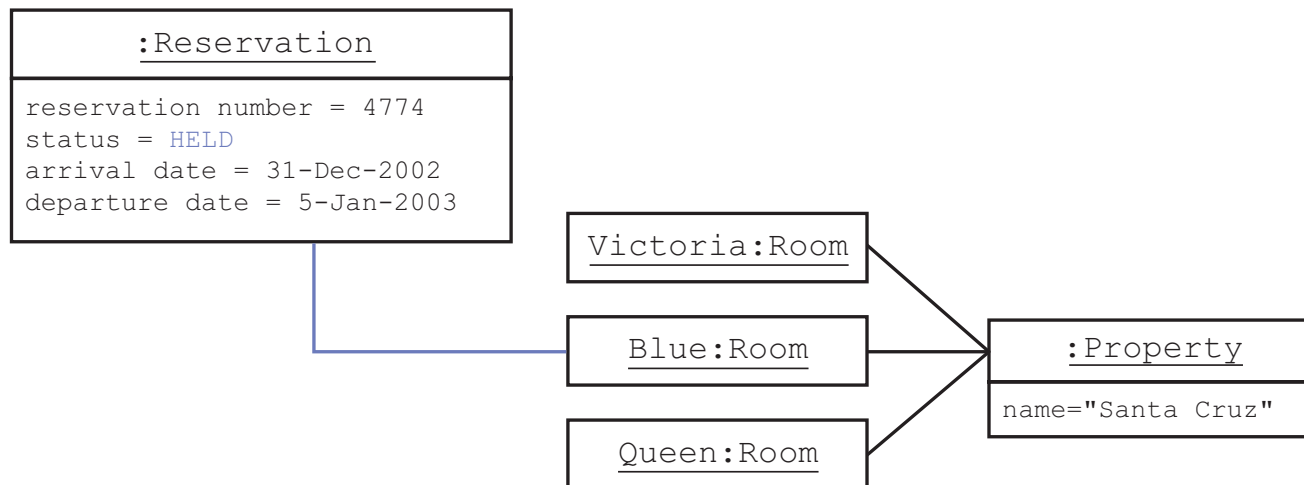 :Reservation
reservation number = 4774
status = HELD
arrival date = 31-Dec-2002
departure date = 5-Jan-2003
Victoria:Room
Blue:Room
Queen:Room
:Property
name="Santa Cruz"